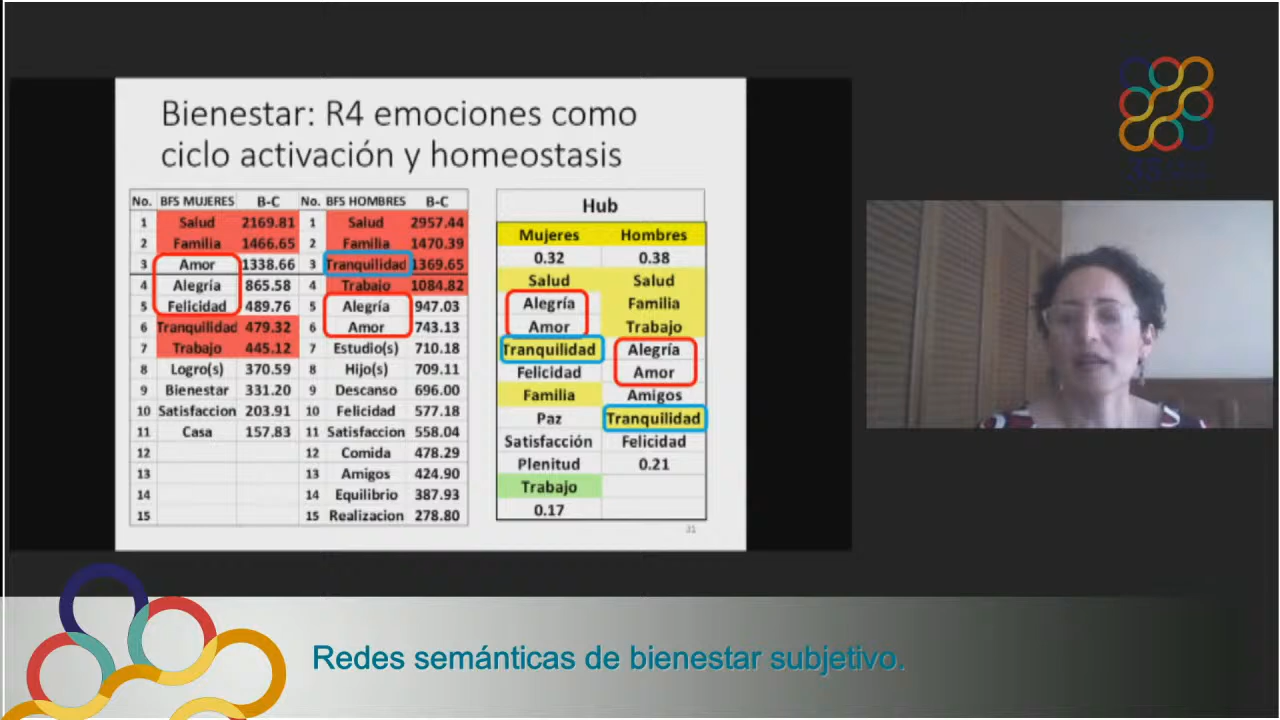 Bienestar: R4 emociones como
ciclo activación y homeostasis
No. BFS MUJERES B-C No. BFS HOMBRES B-C
1 Salud 2169.81 1 Salud 2957.44
2 Familia 1466.65 2 Familia 1470.39
3 Amor 1338.66 3 Tranquilidad 1369.65
4 Alegría 865.58 4 Trabajo 1084.82
5 Felicidad 489.76 5 Alegría 947.03
6 Tranquilidad 479.32 6 Amor 743.13
7 Trabajo 445.12 7 Estudio(s) 710.18
8 Logro(s) 370.59 8 Hijo(s) 709.11
9 Bienestar 331.20 9 Descanso 696.00
10 Satisfaccion 203.91 10 Felicidad 577.18
11 Casa 157.83 11 Satisfaccion 558.04
12 12 Comida 478.29
13 13 Amigos 424.90
14 14 Equilibrio 387.93
15 15 Realizacion 278.80
Hub
Mujeres Hombres
0.32 0.38
Salud Salud
Alegría Familia
Amor Trabajo
Tranquilidad Alegría
Felicidad Amor
Familia Amigos
Paz Tranquilidad
Satisfacción Felicidad
Plenitud 0.21
Trabajo
0.17
31
Redes semánticas de bienestar subjetivo.